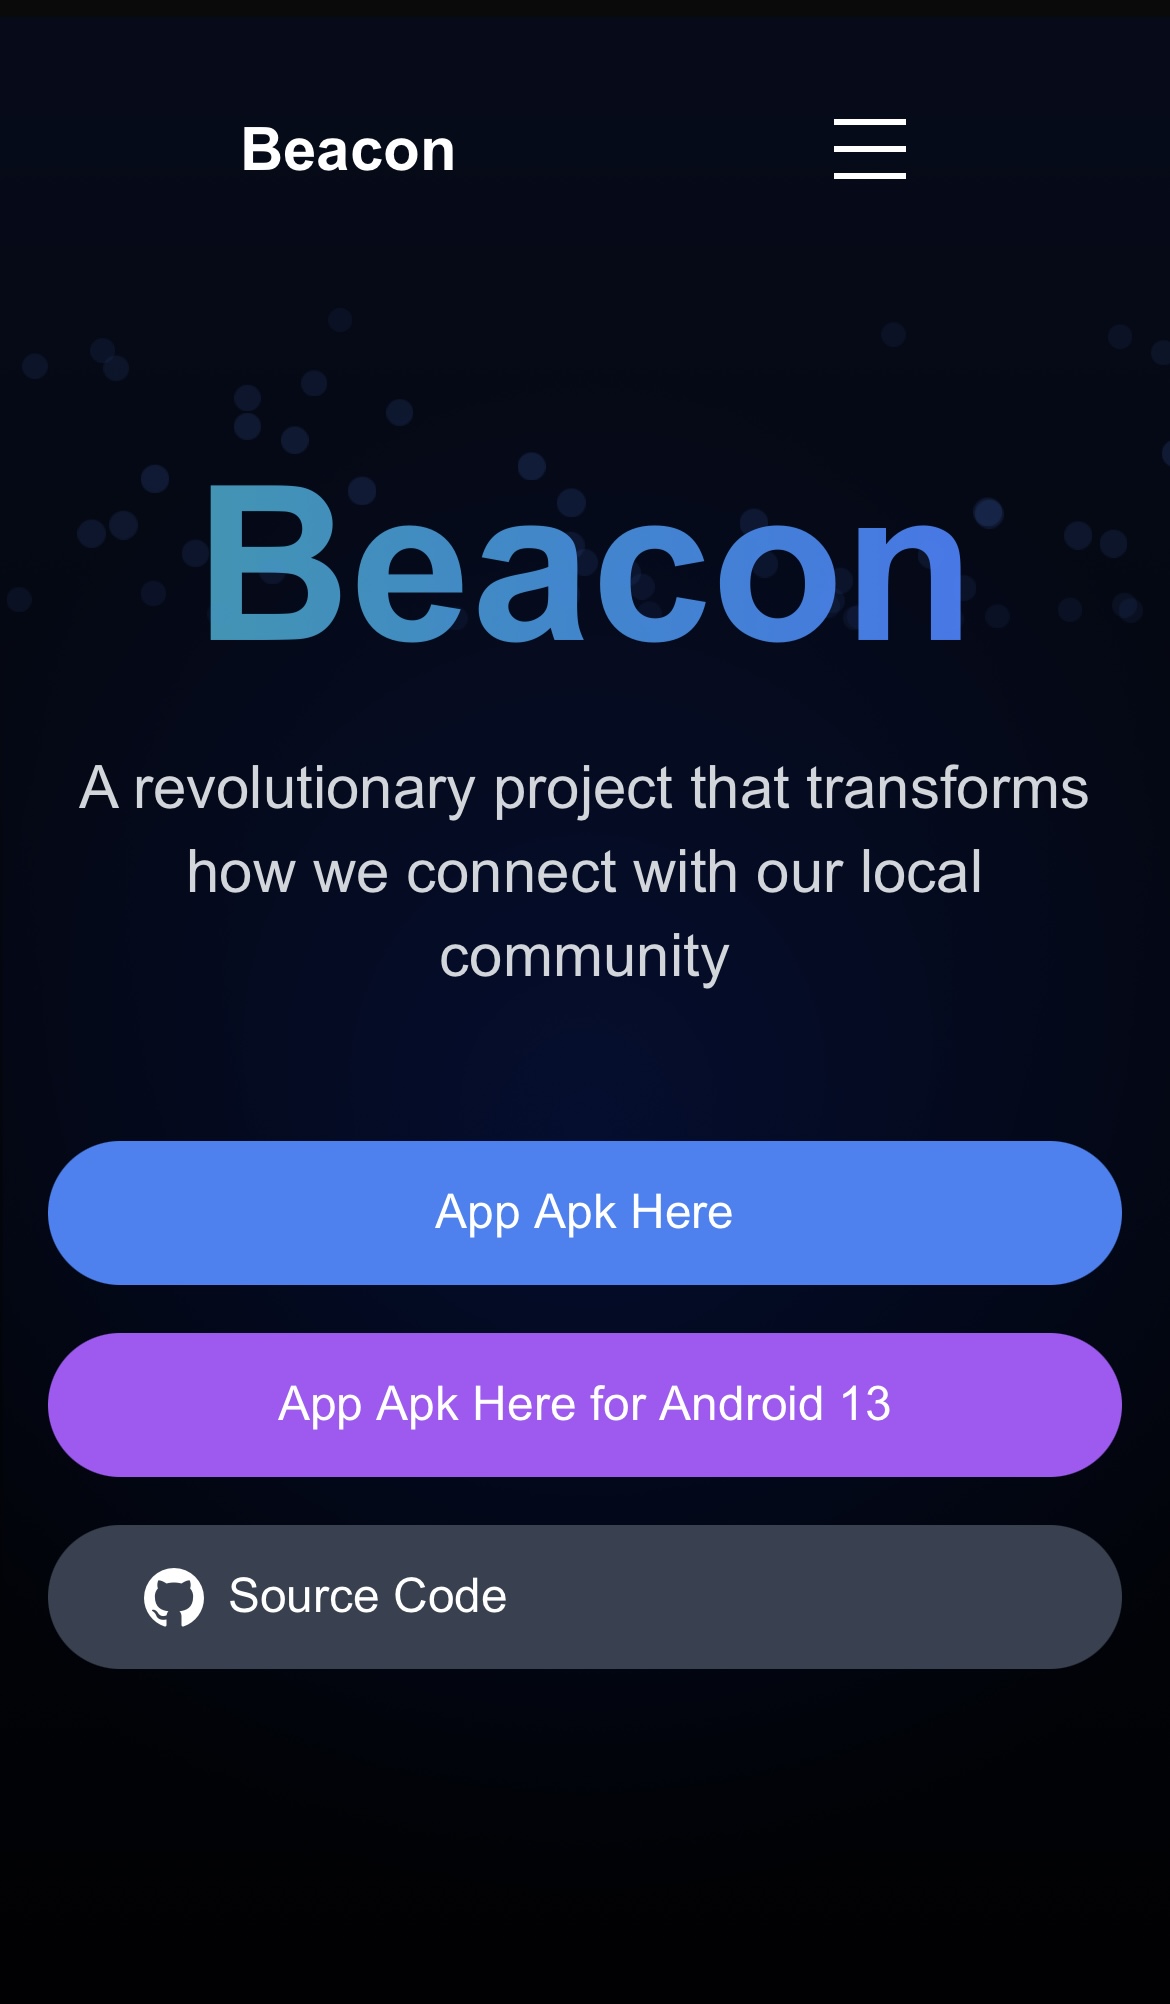 Beacon
Beacon
A revolutionary project that transforms
how we connect with our local
community
App Apk Here
App Apk Here for Android 13
Source Code